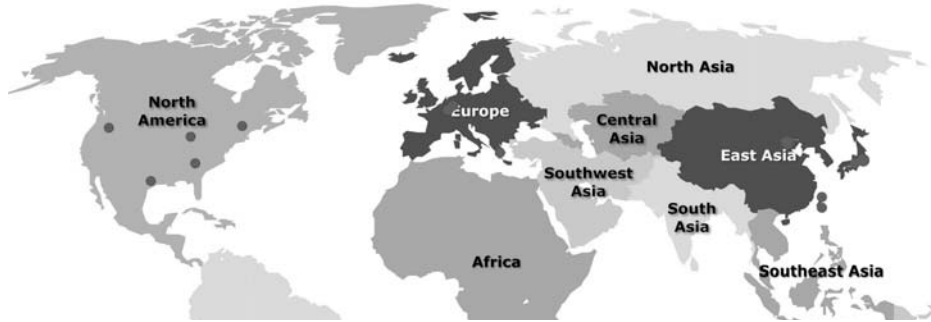 North Asia
North
America
Europe
Central
Asia
East Asia
Southwest
Asia
South
Asia
Africa
Southeast Asia